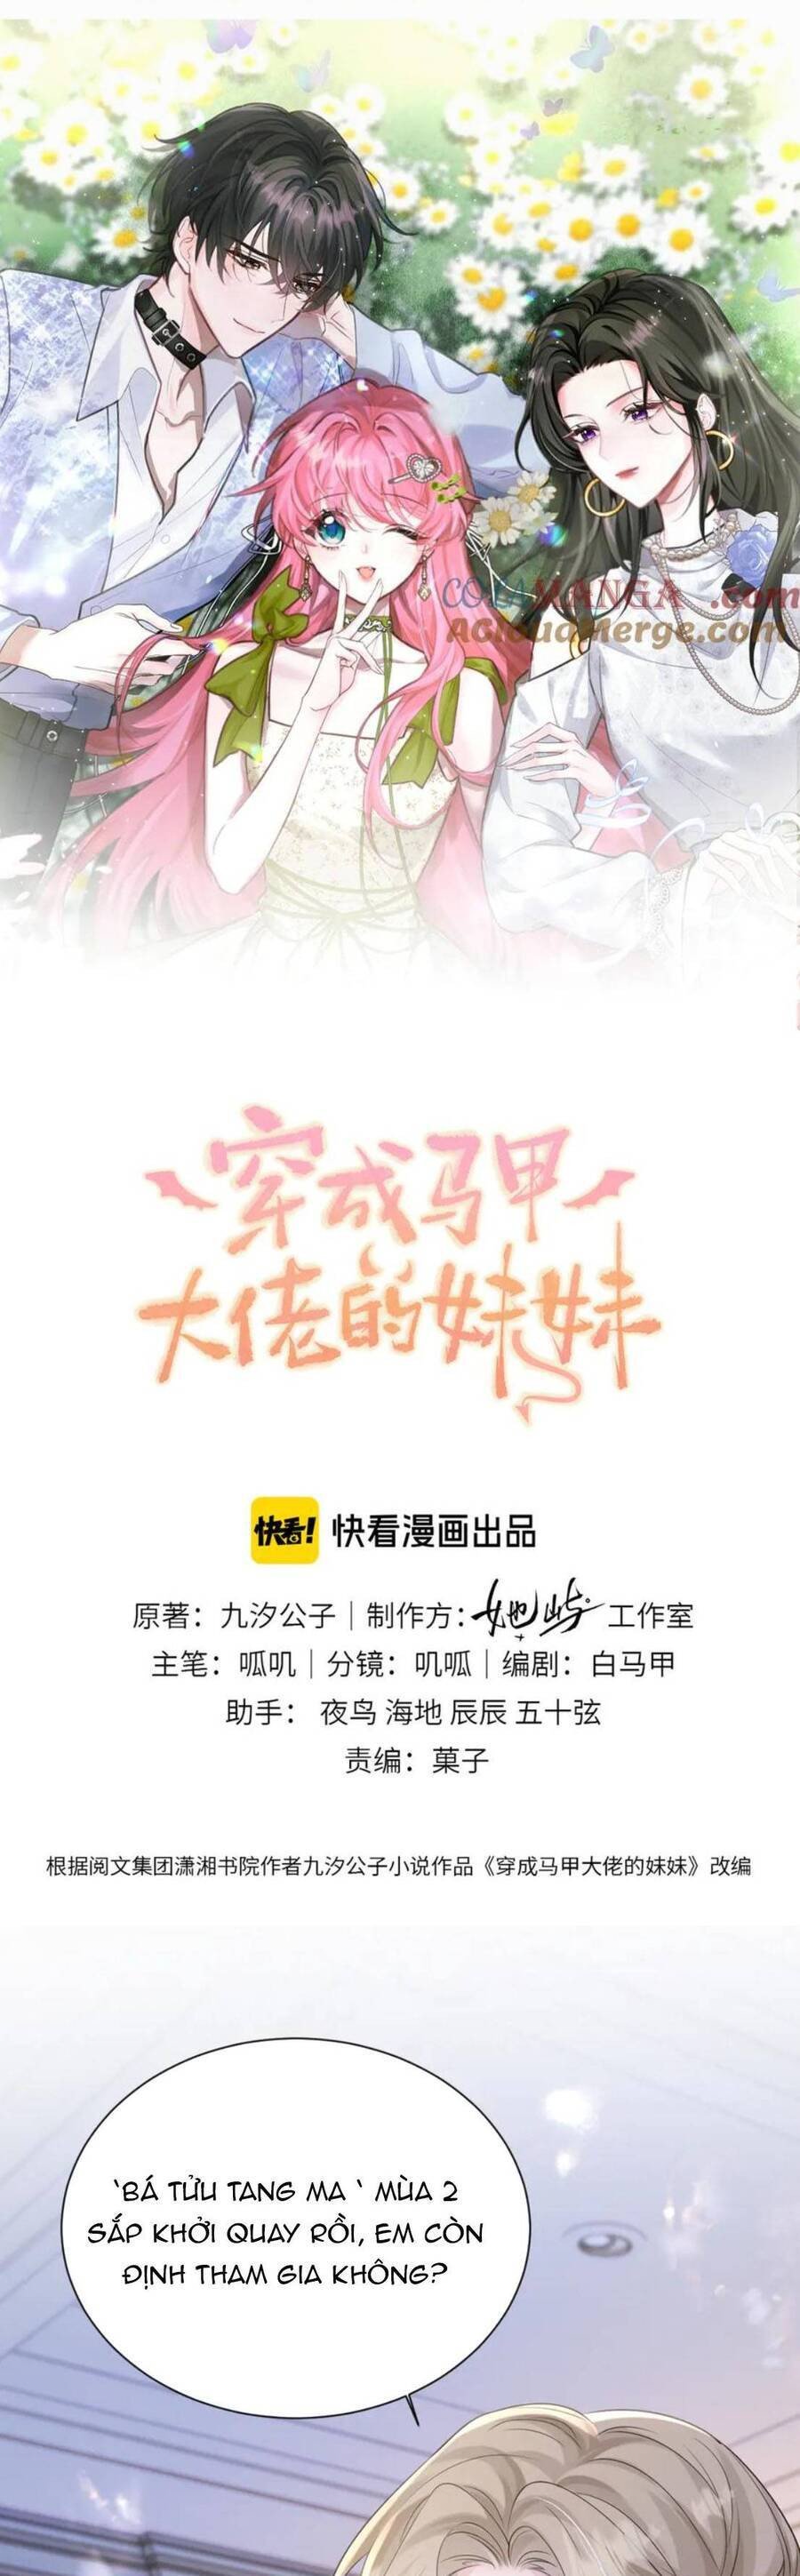 COLAMANGA.com
ACloudMerge.com
穿成马甲
大佬的妹妹
快看! 快看漫画出品
原著：九汐公子｜制作方：她屿工作室
主笔：呱叽｜分镜：叽呱｜编剧：白马甲
助手： 夜鸟 海地 辰辰 五十弦
责编：菓子
根据阅文集团潇湘书院作者九汐公子小说作品《穿成马甲大佬的妹妹》改编
‘BÁ TỬU TANG MA ‘ MÙA 2
SẮP KHỞI QUAY RỒI, EM CÒN
ĐỊNH THAM GIA KHÔNG?